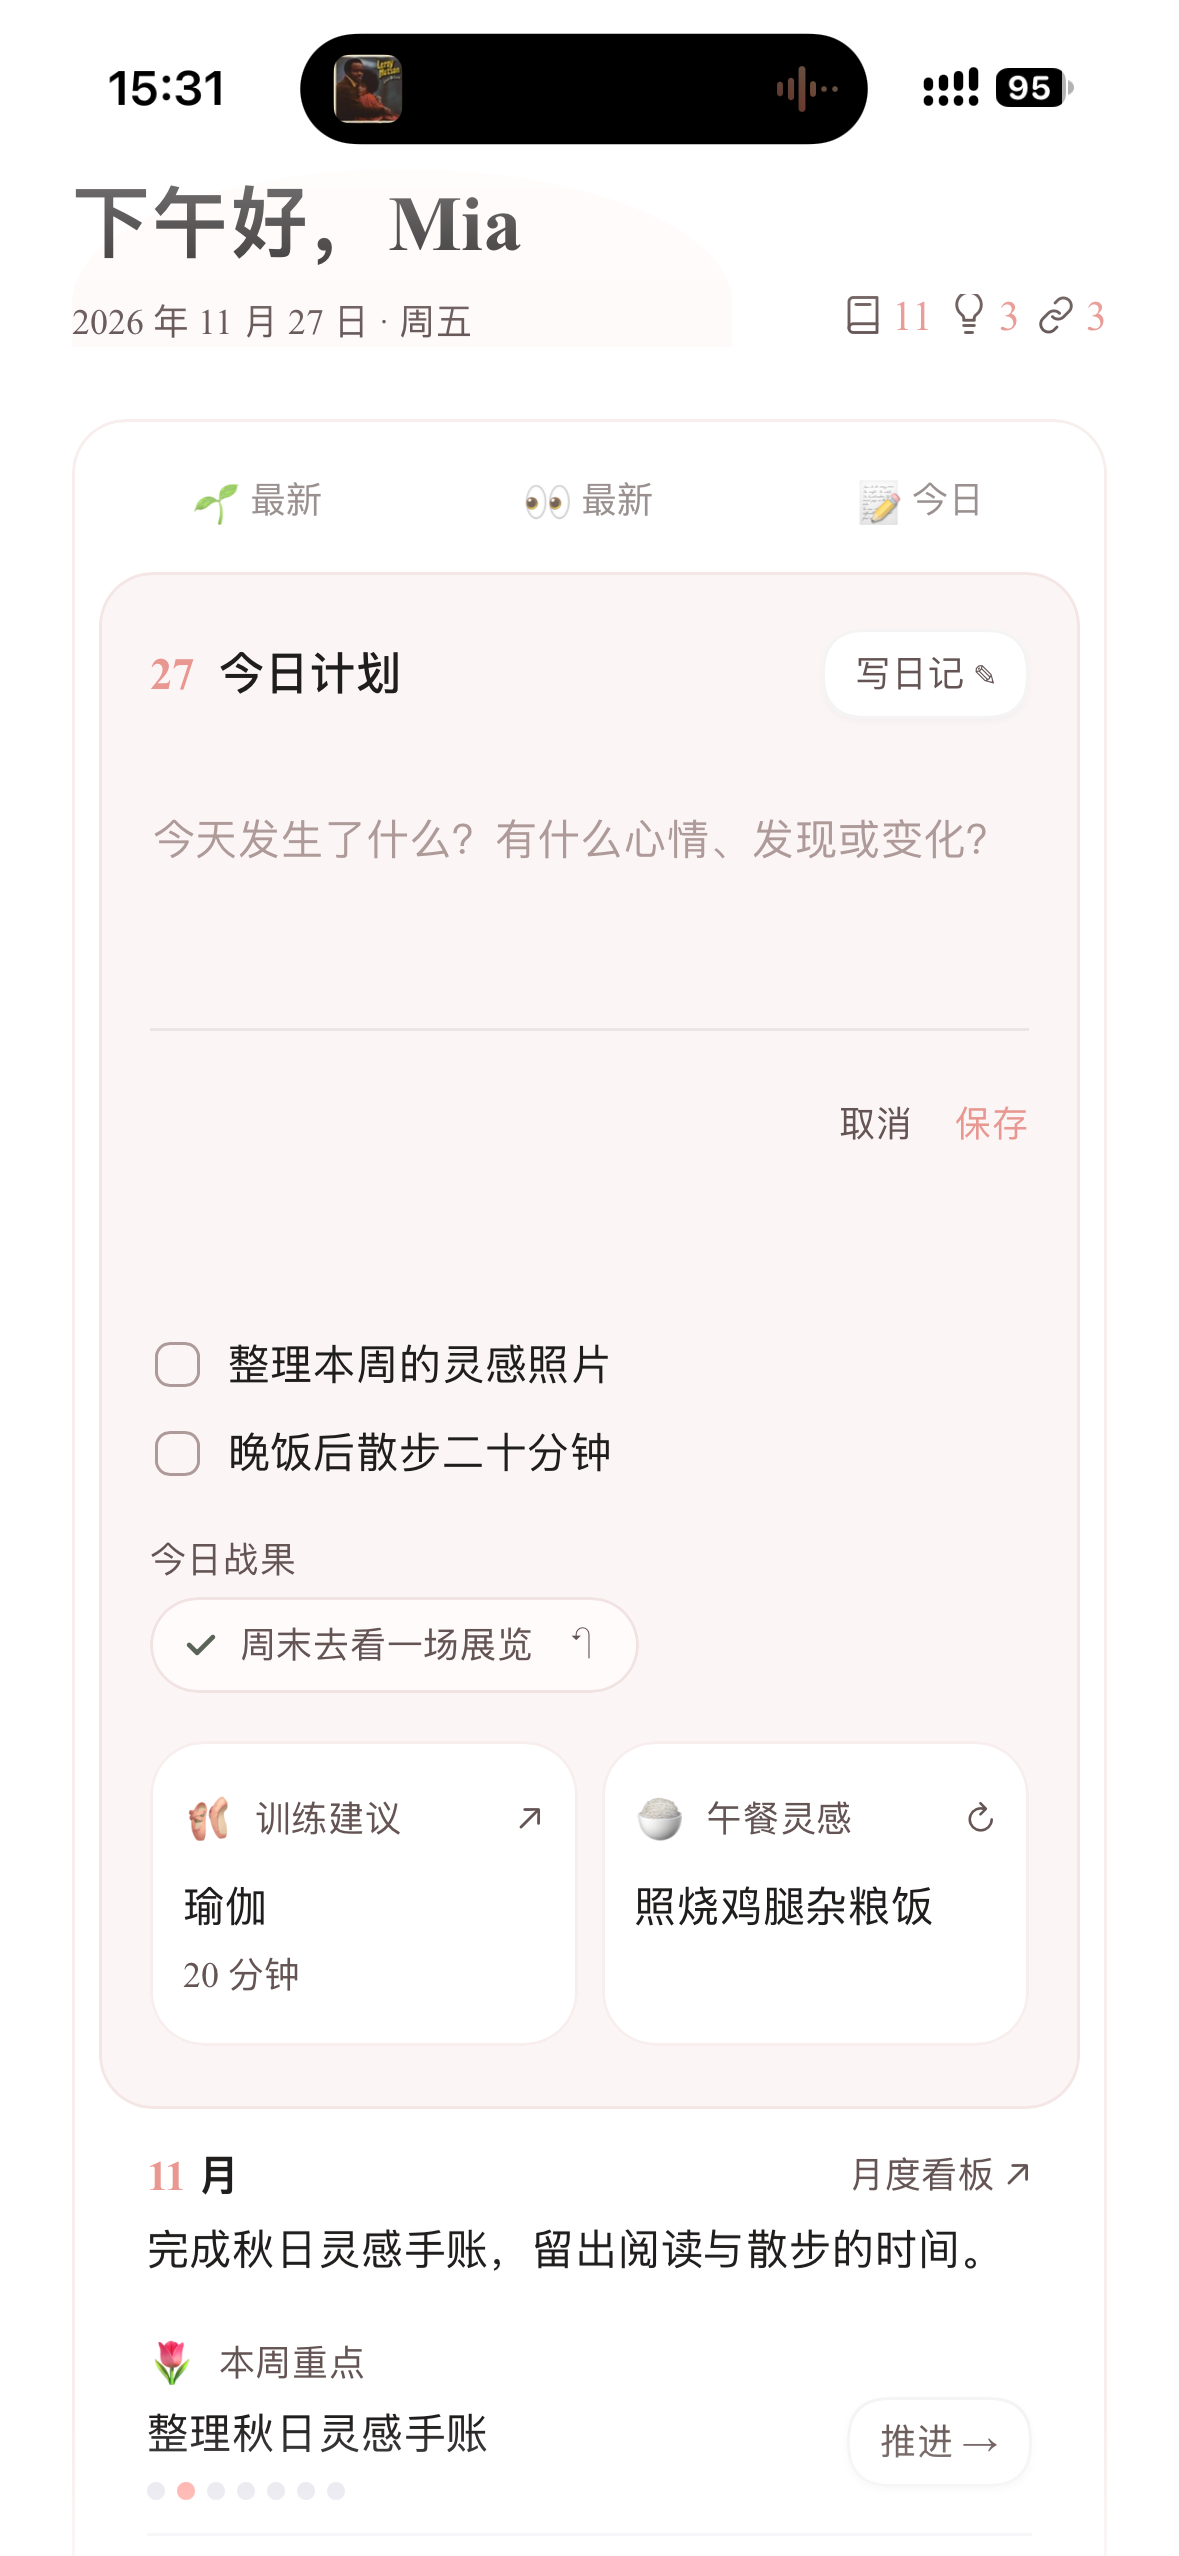 15:31
95
下午好，Mia
2026 年 11 月 27 日 · 周五
11 3 3
最新 最新 今日
27 今日计划 写日记 ✎
今天发生了什么？有什么心情、发现或变化？
取消 保存
整理本周的灵感照片
晚饭后散步二十分钟
今日战果
周末去看一场展览
训练建议 ↗
瑜伽
20 分钟
午餐灵感 ↻
照烧鸡腿杂粮饭
11 月 月度看板 ↗
完成秋日灵感手账，留出阅读与散步的时间。
本周重点
整理秋日灵感手账
推进 →